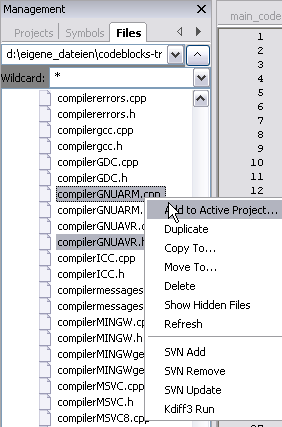 Management
Projects Symbols Files
d:\eigene_dateien\codeblocks-tr
Wildcard: *
compilererrors.cpp
compilererrors.h
compilergcc.cpp
compilergcc.h
compilerGDC.cpp
compilerGDC.h
compilerGNUARM.cpp
compilerGNUARM.
compilerGNUAVR.c
compilerGNUAVR.h
compilerICC.cpp
compilerICC.h
compilermessages
compilermessages
compilerMINGW.cp
compilerMINGW.h
compilerMINGWge
compilerMINGWge
compilerMSVC.cpp
compilerMSVC.h
compilerMSVC8.cpp
Add to Active Project...
Duplicate
Copy To...
Move To...
Delete
Show Hidden Files
Refresh
SVN Add
SVN Remove
SVN Update
Kdiff3 Run
main_code
1
2
3
4
5
6
7
8
9
10
11
12